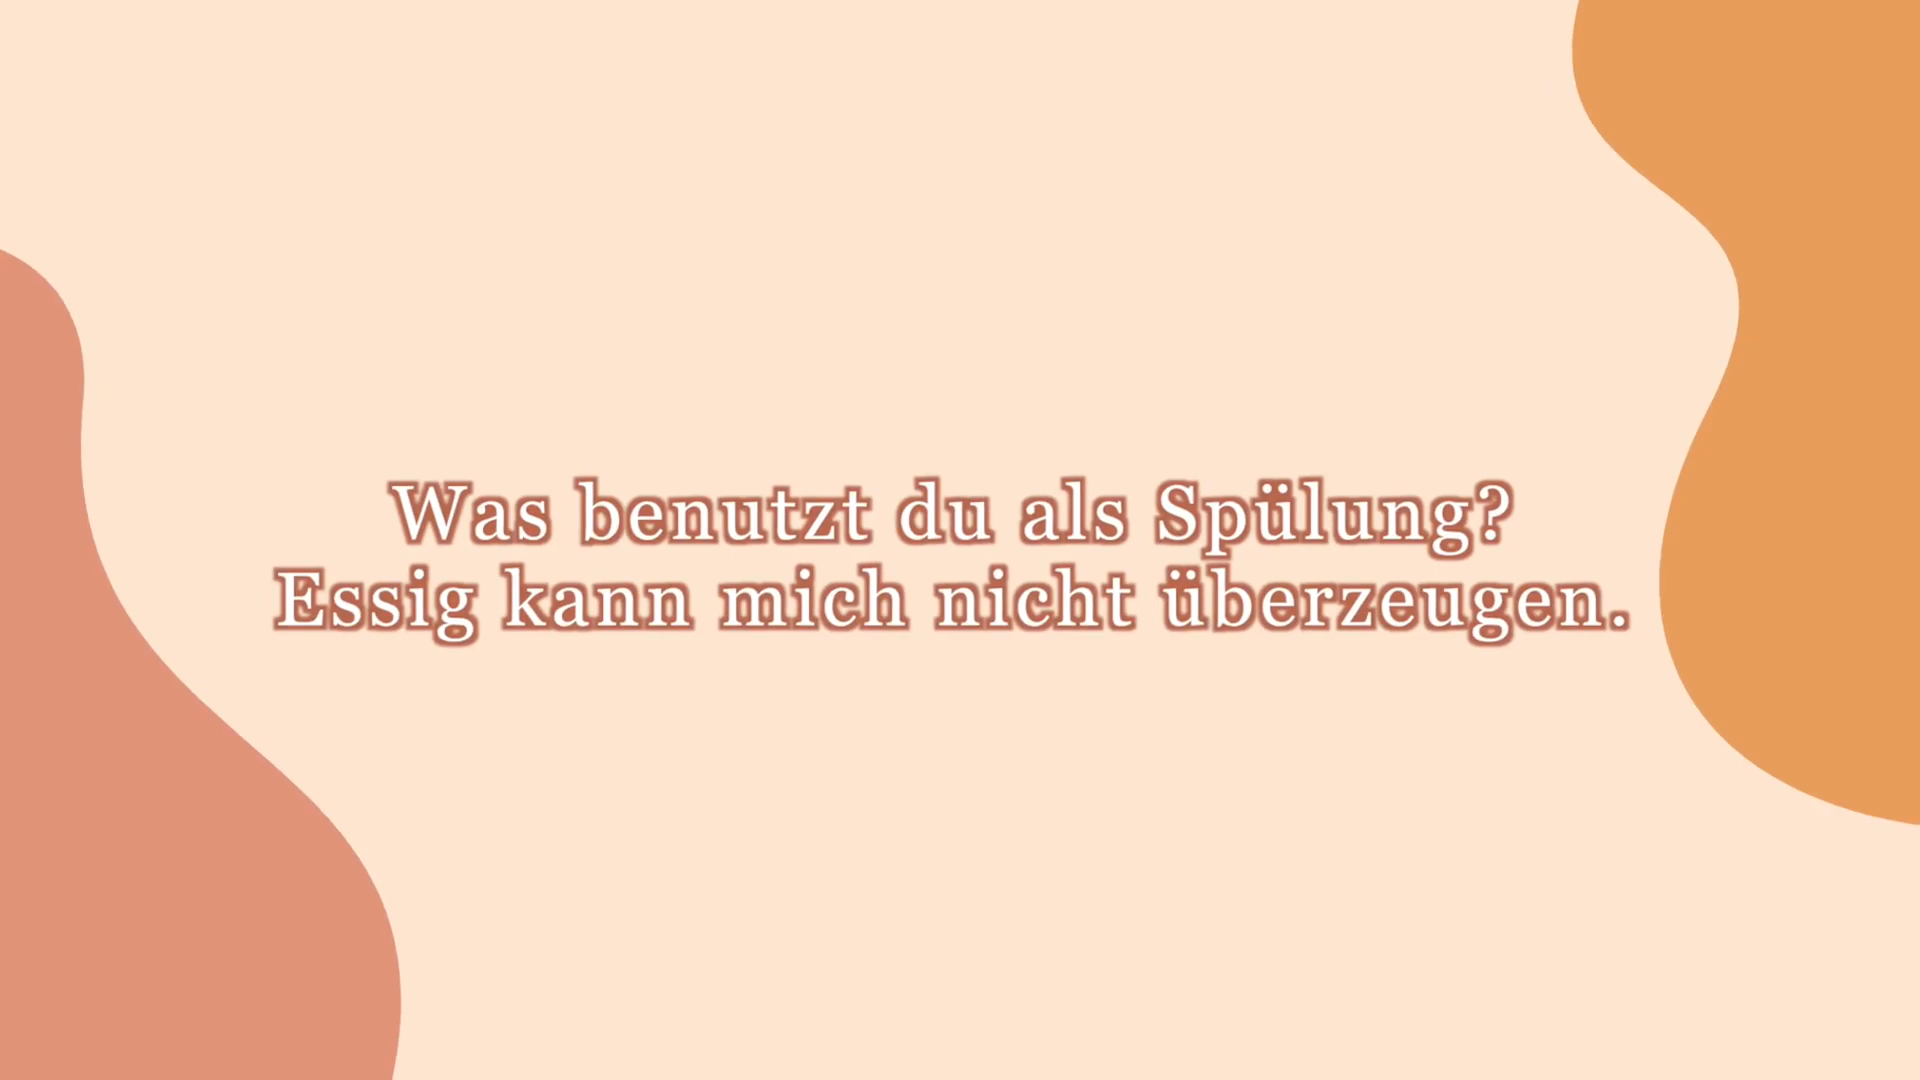 Was benutzt du als Spülung?
Essig kann mich nicht überzeugen.